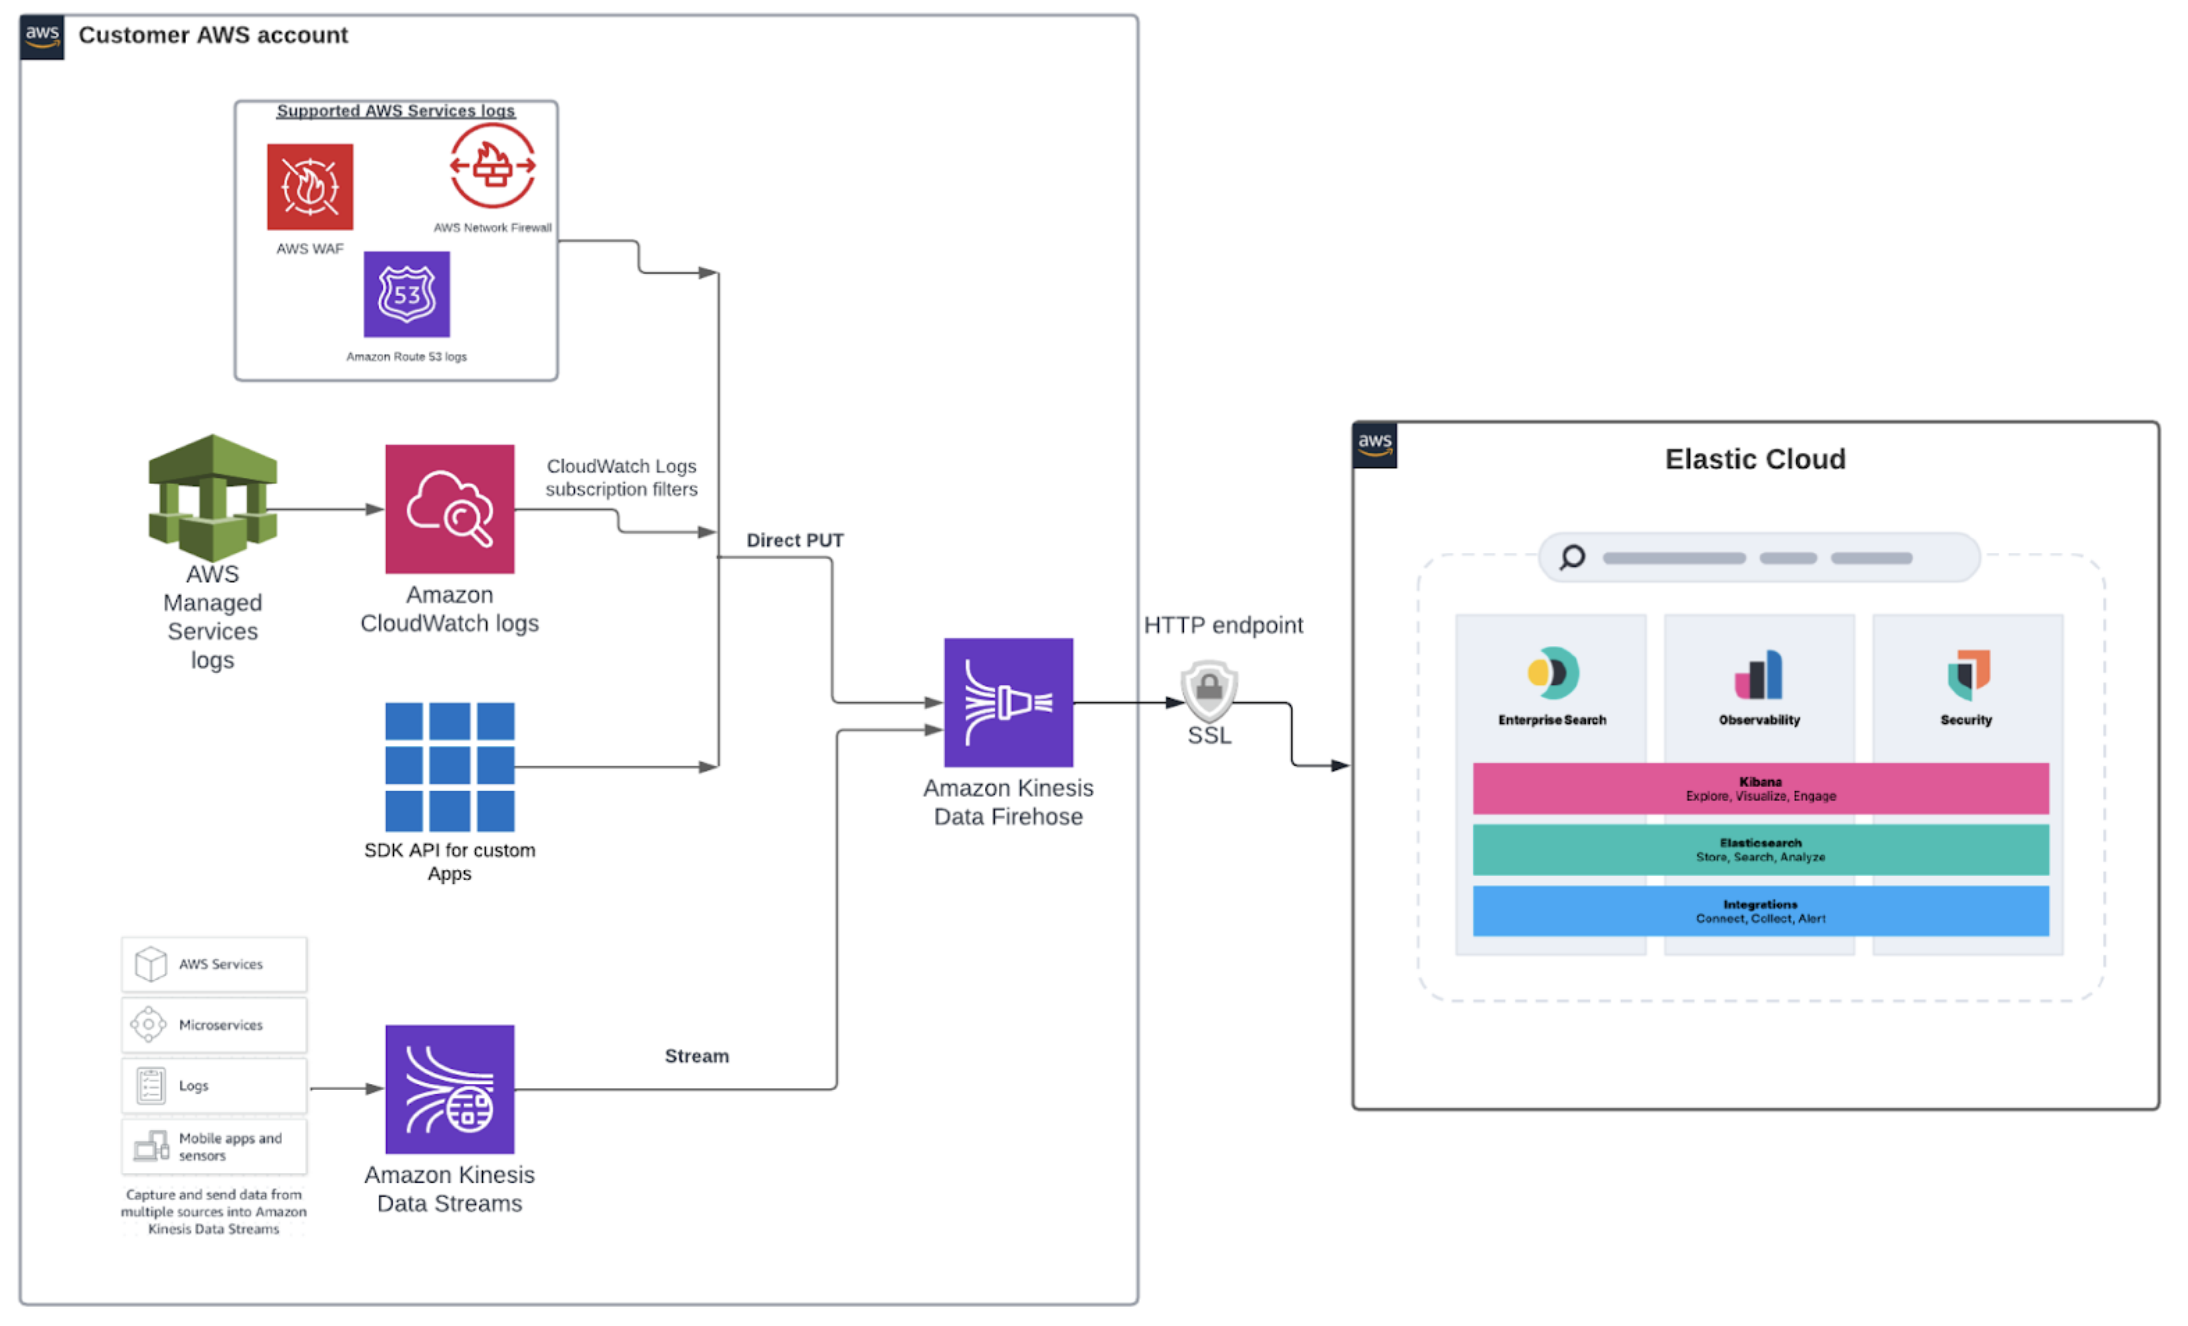 aws
Customer AWS account
Supported AWS Services logs
AWS WAF
AWS Network Firewall
53
Amazon Route 53 logs
AWS
Managed
Services
logs
Amazon
CloudWatch logs
CloudWatch Logs
subscription filters
Direct PUT
SDK API for custom
Apps
AWS Services
Microservices
Logs
Mobile apps and
sensors
Capture and send data from
multiple sources into Amazon
Kinesis Data Streams
Amazon Kinesis
Data Streams
Stream
Amazon Kinesis
Data Firehose
HTTP endpoint
SSL
aws
Elastic Cloud
Enterprise Search
Observability
Security
Kibana
Explore, Visualize, Engage
Elasticsearch
Store, Search, Analyze
Integrations
Connect, Collect, Alert